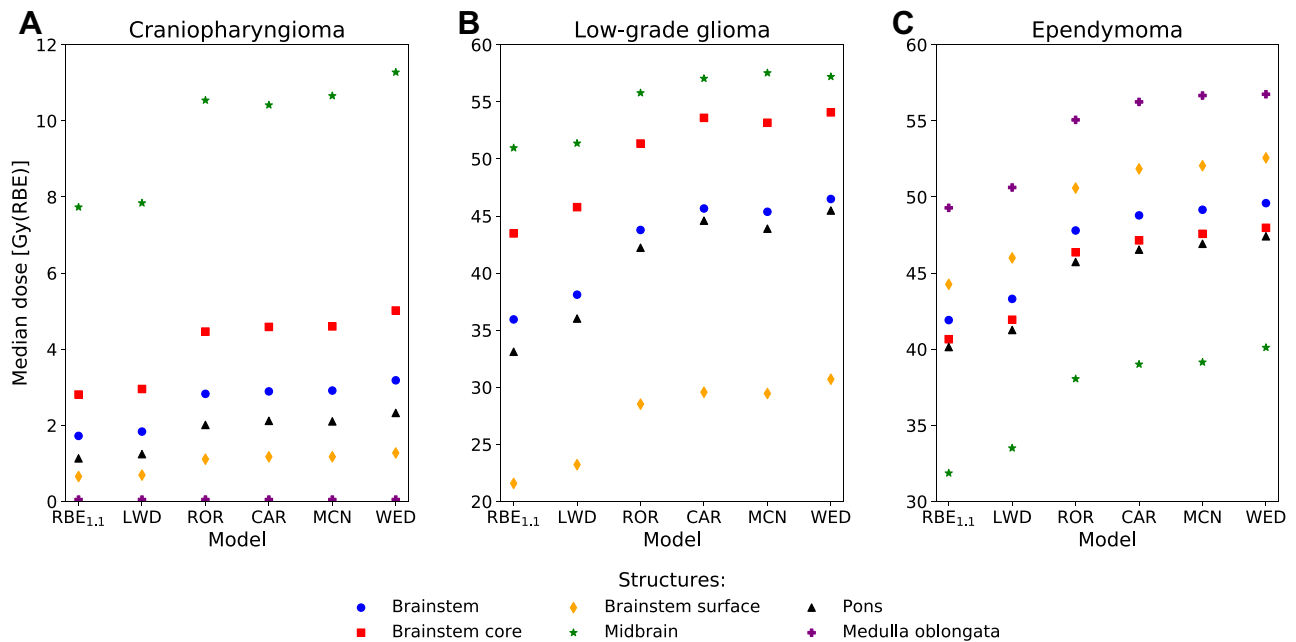 A Craniopharyngioma
B Low-grade glioma
C Ependymoma
Median dose [Gy(RBE)]
12
10
8
6
4
2
0
RBE1.1 LWD ROR CAR MCN WED
Model
60
55
50
45
40
35
30
25
20
RBE1.1 LWD ROR CAR MCN WED
Model
60
55
50
45
40
35
30
RBE1.1 LWD ROR CAR MCN WED
Model
Structures:
Brainstem Brainstem surface Pons
Brainstem core Midbrain Medulla oblongata